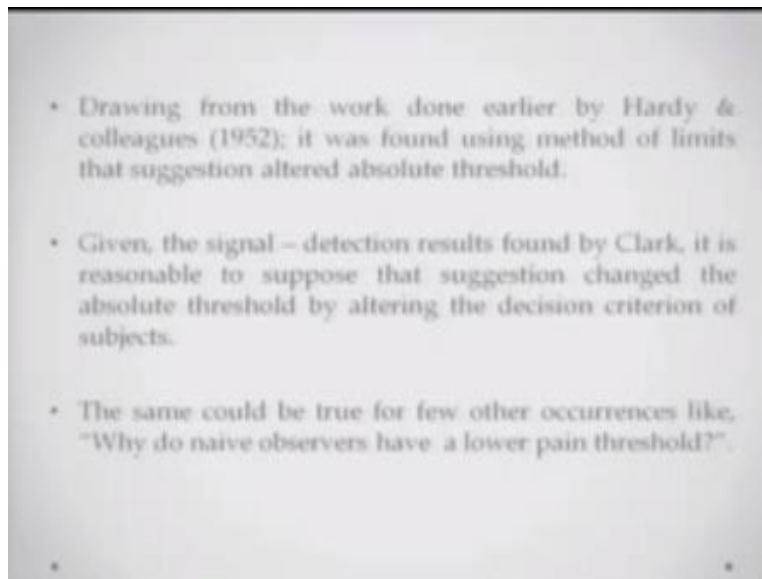 • Drawing from the work done earlier by Hardy &
colleagues (1952); it was found using method of limits
that suggestion altered absolute threshold.
• Given, the signal – detection results found by Clark, it is
reasonable to suppose that suggestion changed the
absolute threshold by altering the decision criterion of
subjects.
• The same could be true for few other occurrences like,
"Why do naive observers have a lower pain threshold?".